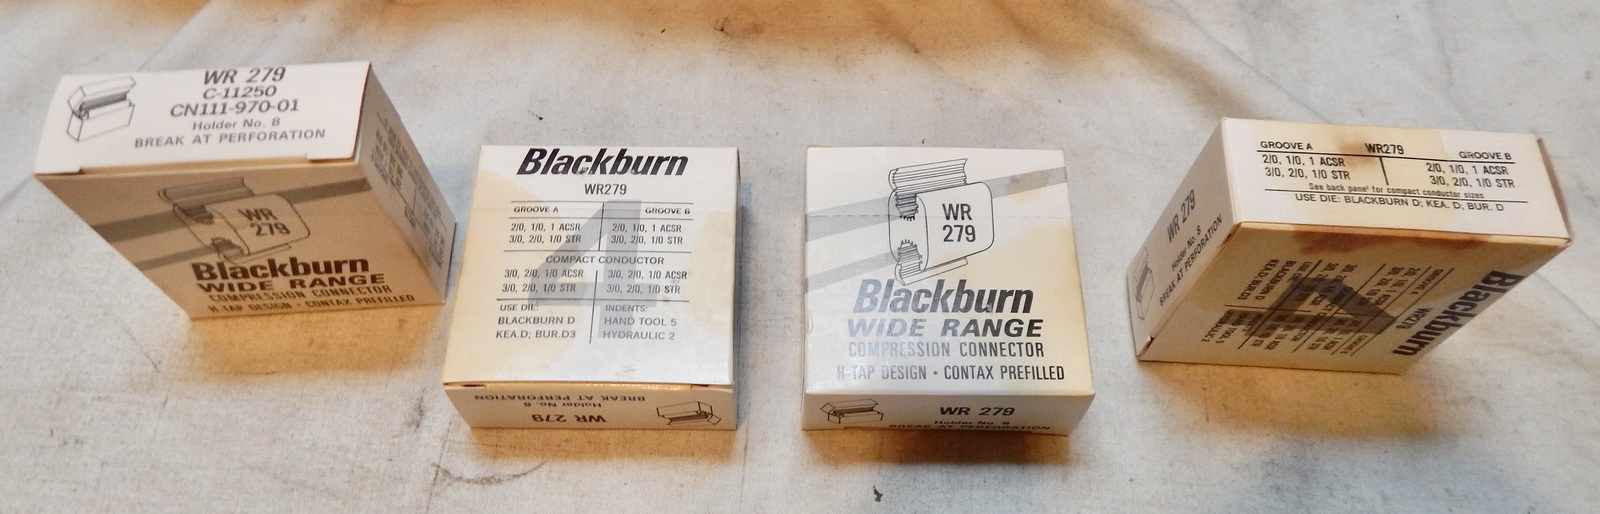 WR 279
C-11250
CN111-970-01
Holder No. 8
BREAK AT PERFORATION
WR
279
Blackburn
WIDE RANGE
COMPRESSION CONNECTOR
H-TAP DESIGN • CONTAX PREFILLED
Blackburn
WR279
GROOVE A GROOVE B
2/0, 1/0, 1 ACSR 2/0, 1/0, 1 ACSR
3/0, 2/0, 1/0 STR 3/0, 2/0, 1/0 STR
COMPACT CONDUCTOR
3/0, 2/0, 1/0 ACSR 3/0, 2/0, 1/0 ACSR
3/0, 2/0, 1/0 STR 3/0, 2/0, 1/0 STR
USE DIE: INDENTS:
BLACKBURN D HAND TOOL 5
KEA.D; BUR.D3 HYDRAULIC 2
4
WR 279
Holder No. 8
BREAK AT PERFORATION
WR
279
Blackburn
WIDE RANGE
COMPRESSION CONNECTOR
H-TAP DESIGN • CONTAX PREFILLED
WR 279
Holder No. 8
BREAK AT PERFORATION
GROOVE A WR279 GROOVE B
2/0, 1/0, 1 ACSR 2/0, 1/0, 1 ACSR
3/0, 2/0, 1/0 STR 3/0, 2/0, 1/0 STR
See back panel for compact conductor sizes
USE DIE: BLACKBURN D; KEA. D; BUR. D
WR 279
Holder No. 8
BREAK AT PERFORATION
Blackburn
WR279
4